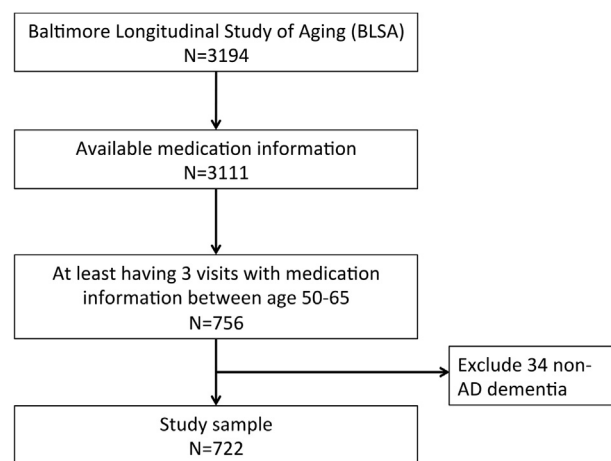 Baltimore Longitudinal Study of Aging (BLSA)
N=3194
Available medication information
N=3111
At least having 3 visits with medication
information between age 50-65
N=756
Exclude 34 non-
AD dementia
Study sample
N=722